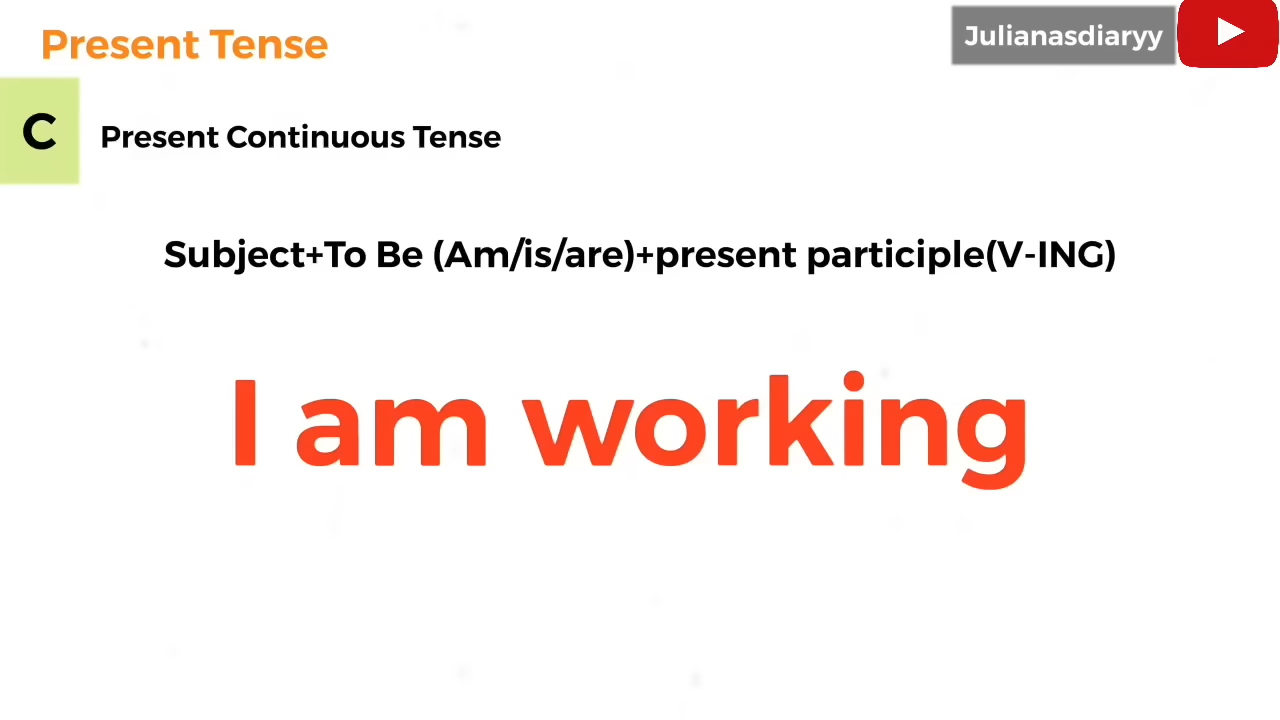 Present Tense
Julianasdiaryy
C
Present Continuous Tense
Subject+To Be (Am/is/are)+present participle(V-ING)
I am working